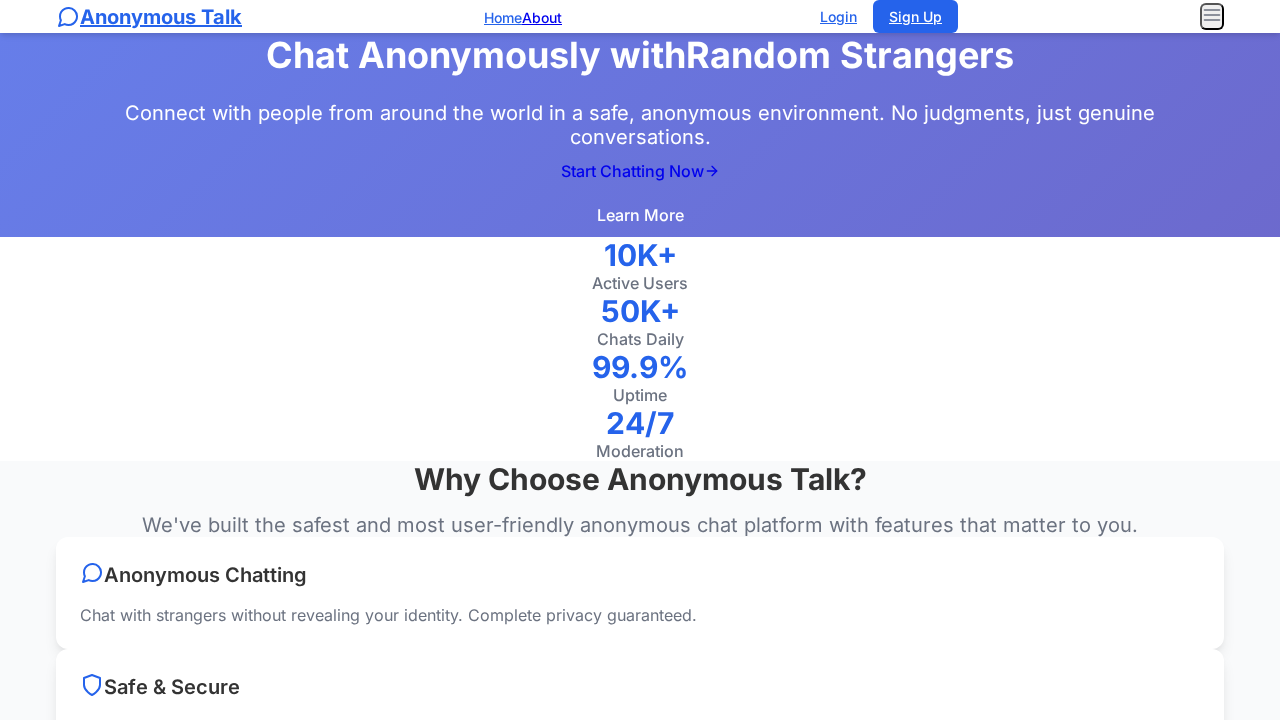 Anonymous Talk
HomeAbout
Login
Sign Up
Chat Anonymously withRandom Strangers
Connect with people from around the world in a safe, anonymous environment. No judgments, just genuine
conversations.
Start Chatting Now
Learn More
10K+
Active Users
50K+
Chats Daily
99.9%
Uptime
24/7
Moderation
Why Choose Anonymous Talk?
We've built the safest and most user-friendly anonymous chat platform with features that matter to you.
Anonymous Chatting
Chat with strangers without revealing your identity. Complete privacy guaranteed.
Safe & Secure